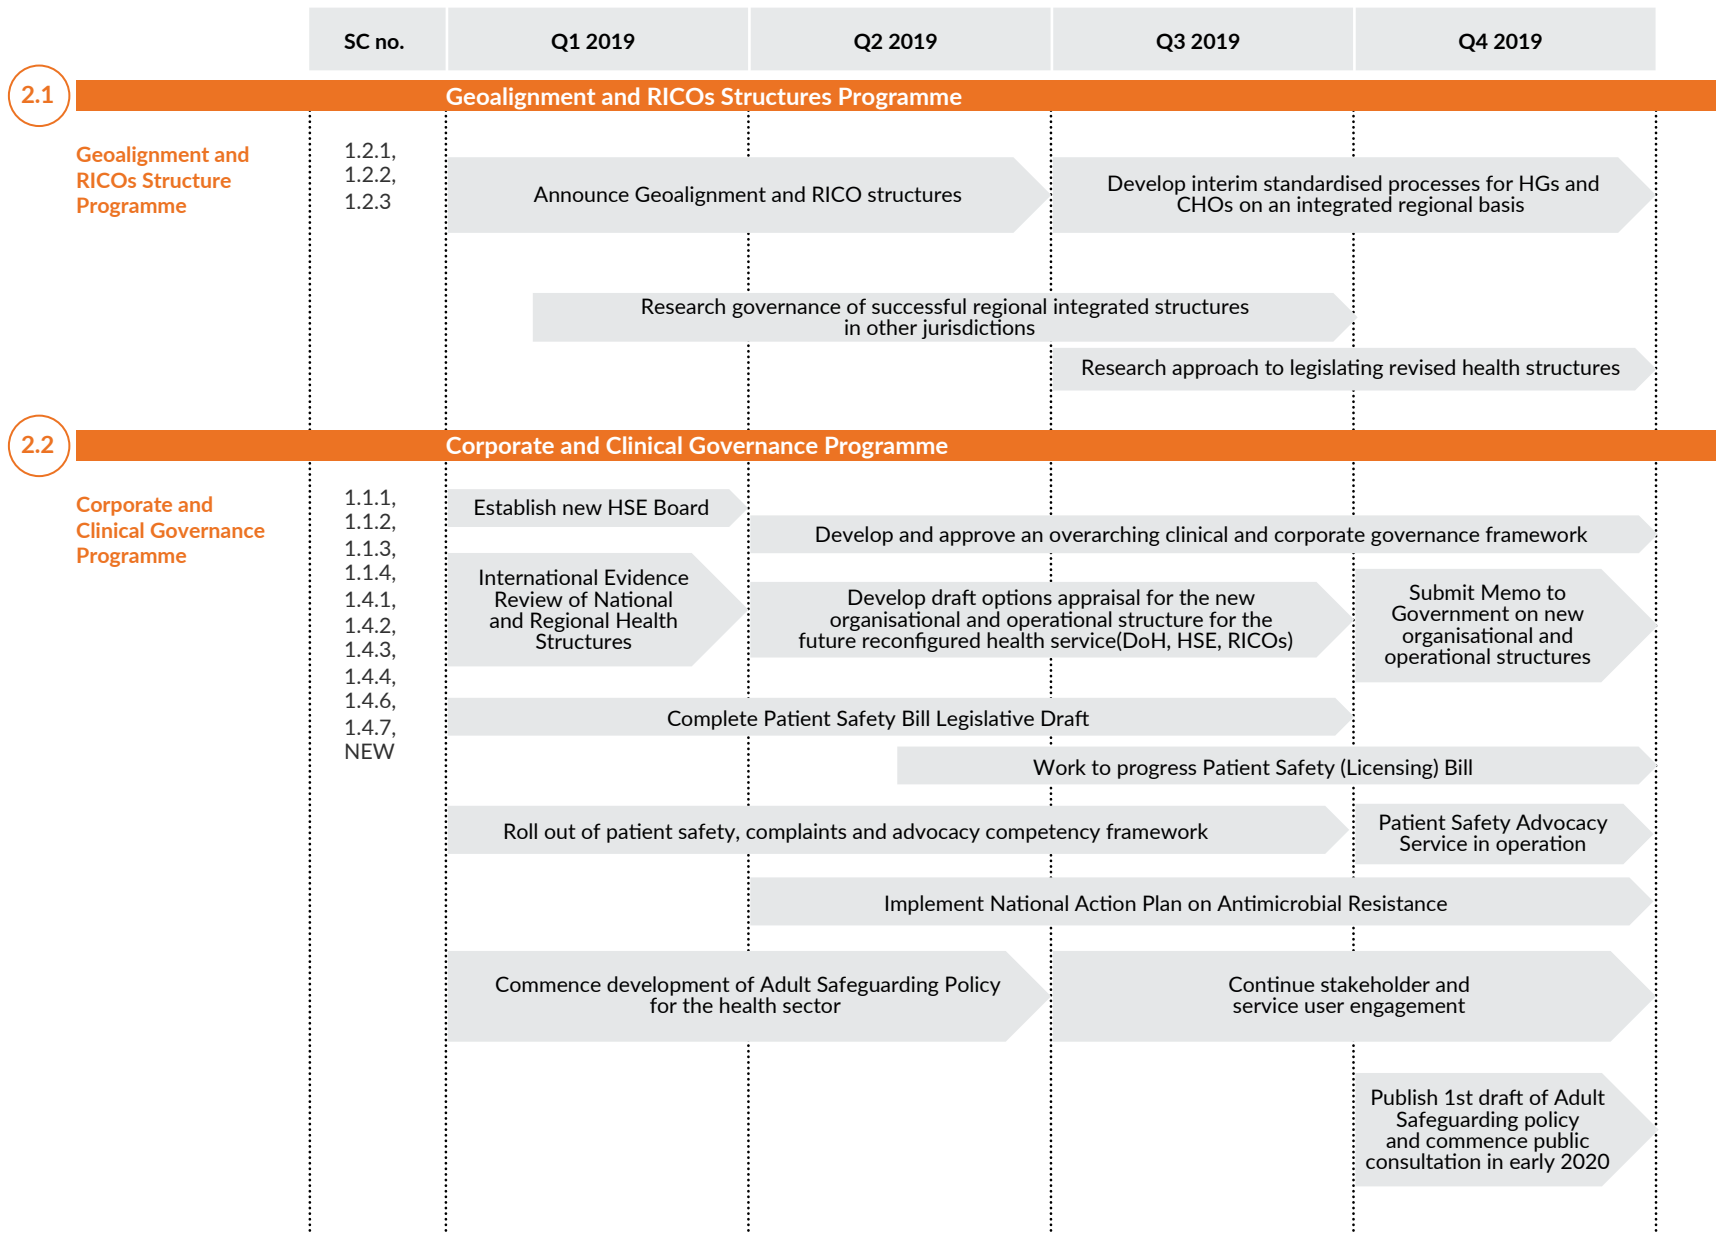 SC no.
Q1 2019
Q2 2019
Q3 2019
Q4 2019
2.1
Geoalignment and RICOs Structures Programme
Geoalignment and
RICOs Structure
Programme
1.2.1,
1.2.2,
1.2.3
Announce Geoalignment and RICO structures
Develop interim standardised processes for HGs and
CHOs on an integrated regional basis
Research governance of successful regional integrated structures
in other jurisdictions
Research approach to legislating revised health structures
2.2
Corporate and Clinical Governance Programme
Corporate and
Clinical Governance
Programme
1.1.1,
1.1.2,
1.1.3,
1.1.4,
1.4.1,
1.4.2,
1.4.3,
1.4.4,
1.4.6,
1.4.7,
NEW
Establish new HSE Board
Develop and approve an overarching clinical and corporate governance framework
International Evidence
Review of National
and Regional Health
Structures
Develop draft options appraisal for the new
organisational and operational structure for the
future reconfigured health service(DoH, HSE, RICOs)
Submit Memo to
Government on new
organisational and
operational structures
Complete Patient Safety Bill Legislative Draft
Work to progress Patient Safety (Licensing) Bill
Roll out of patient safety, complaints and advocacy competency framework
Patient Safety Advocacy
Service in operation
Implement National Action Plan on Antimicrobial Resistance
Commence development of Adult Safeguarding Policy
for the health sector
Continue stakeholder and
service user engagement
Publish 1st draft of Adult
Safeguarding policy
and commence public
consultation in early 2020